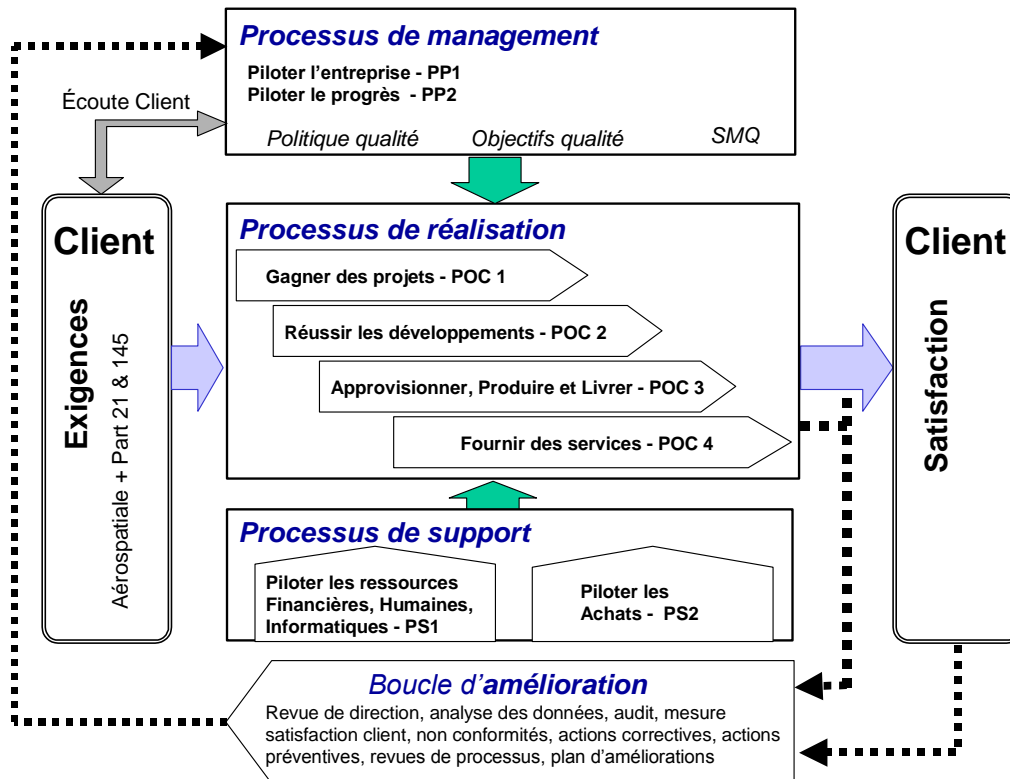 Processus de management
Piloter l'entreprise - PP1
Piloter le progrès - PP2
Politique qualité Objectifs qualité SMQ
Écoute Client
Client
Exigences
Aérospatiale + Part 21 & 145
Processus de réalisation
Gagner des projets - POC 1
Réussir les développements - POC 2
Approvisionner, Produire et Livrer - POC 3
Fournir des services - POC 4
Client
Satisfaction
Processus de support
Piloter les ressources
Financières, Humaines,
Informatiques - PS1
Piloter les
Achats - PS2
Boucle d'amélioration
Revue de direction, analyse des données, audit, mesure
satisfaction client, non conformités, actions correctives, actions
préventives, revues de processus, plan d'améliorations